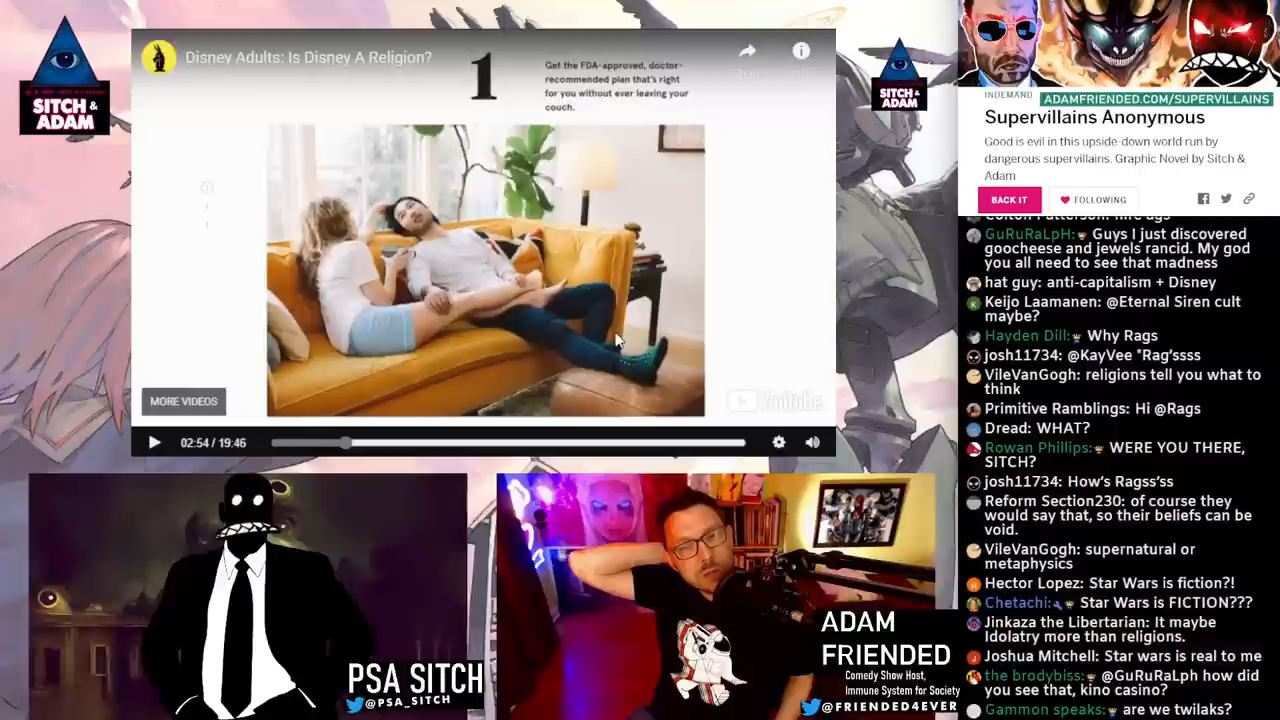 SITCH &
ADAM
Disney Adults: Is Disney A Religion?
1
Get the FDA-approved, doctor-
recommended plan that's right
for you without ever leaving your
couch.
MORE VIDEOS
YouTube
02:54 / 19:46
SITCH &
ADAM
INDEMAND
ADAMFRIENDED.COM/SUPERVILLAINS
Supervillains Anonymous
Good is evil in this upside-down world run by
dangerous supervillains. Graphic Novel by Sitch &
Adam
BACK IT
FOLLOWING
GuRuRaLpH: Guys I just discovered
goocheese and jewels rancid. My god
you all need to see that madness
hat guy: anti-capitalism + Disney
Keijo Laamanen: @Eternal Siren cult
maybe?
Hayden Dill: Why Rags
josh11734: @KayVee *Rag'ssss
VileVanGogh: religions tell you what to
think
Primitive Ramblings: Hi @Rags
Dread: WHAT?
Rowan Phillips: WERE YOU THERE,
SITCH?
josh11734: How's Ragss'ss
Reform Section230: of course they
would say that, so their beliefs can be
void.
VileVanGogh: supernatural or
metaphysics
Hector Lopez: Star Wars is fiction?!
Chetachi: Star Wars is FICTION???
Jinkaza the Libertarian: It maybe
Idolatry more than religions.
Joshua Mitchell: Star wars is real to me
the brodybiss: @GuRuRaLph how did
you see that, kino casino?
Gammon speaks: are we twilaks?
PSA SITCH
@PSA_SITCH
ADAM
FRIENDED
Comedy Show Host,
Immune System for Society
@FRIENDED4EVER